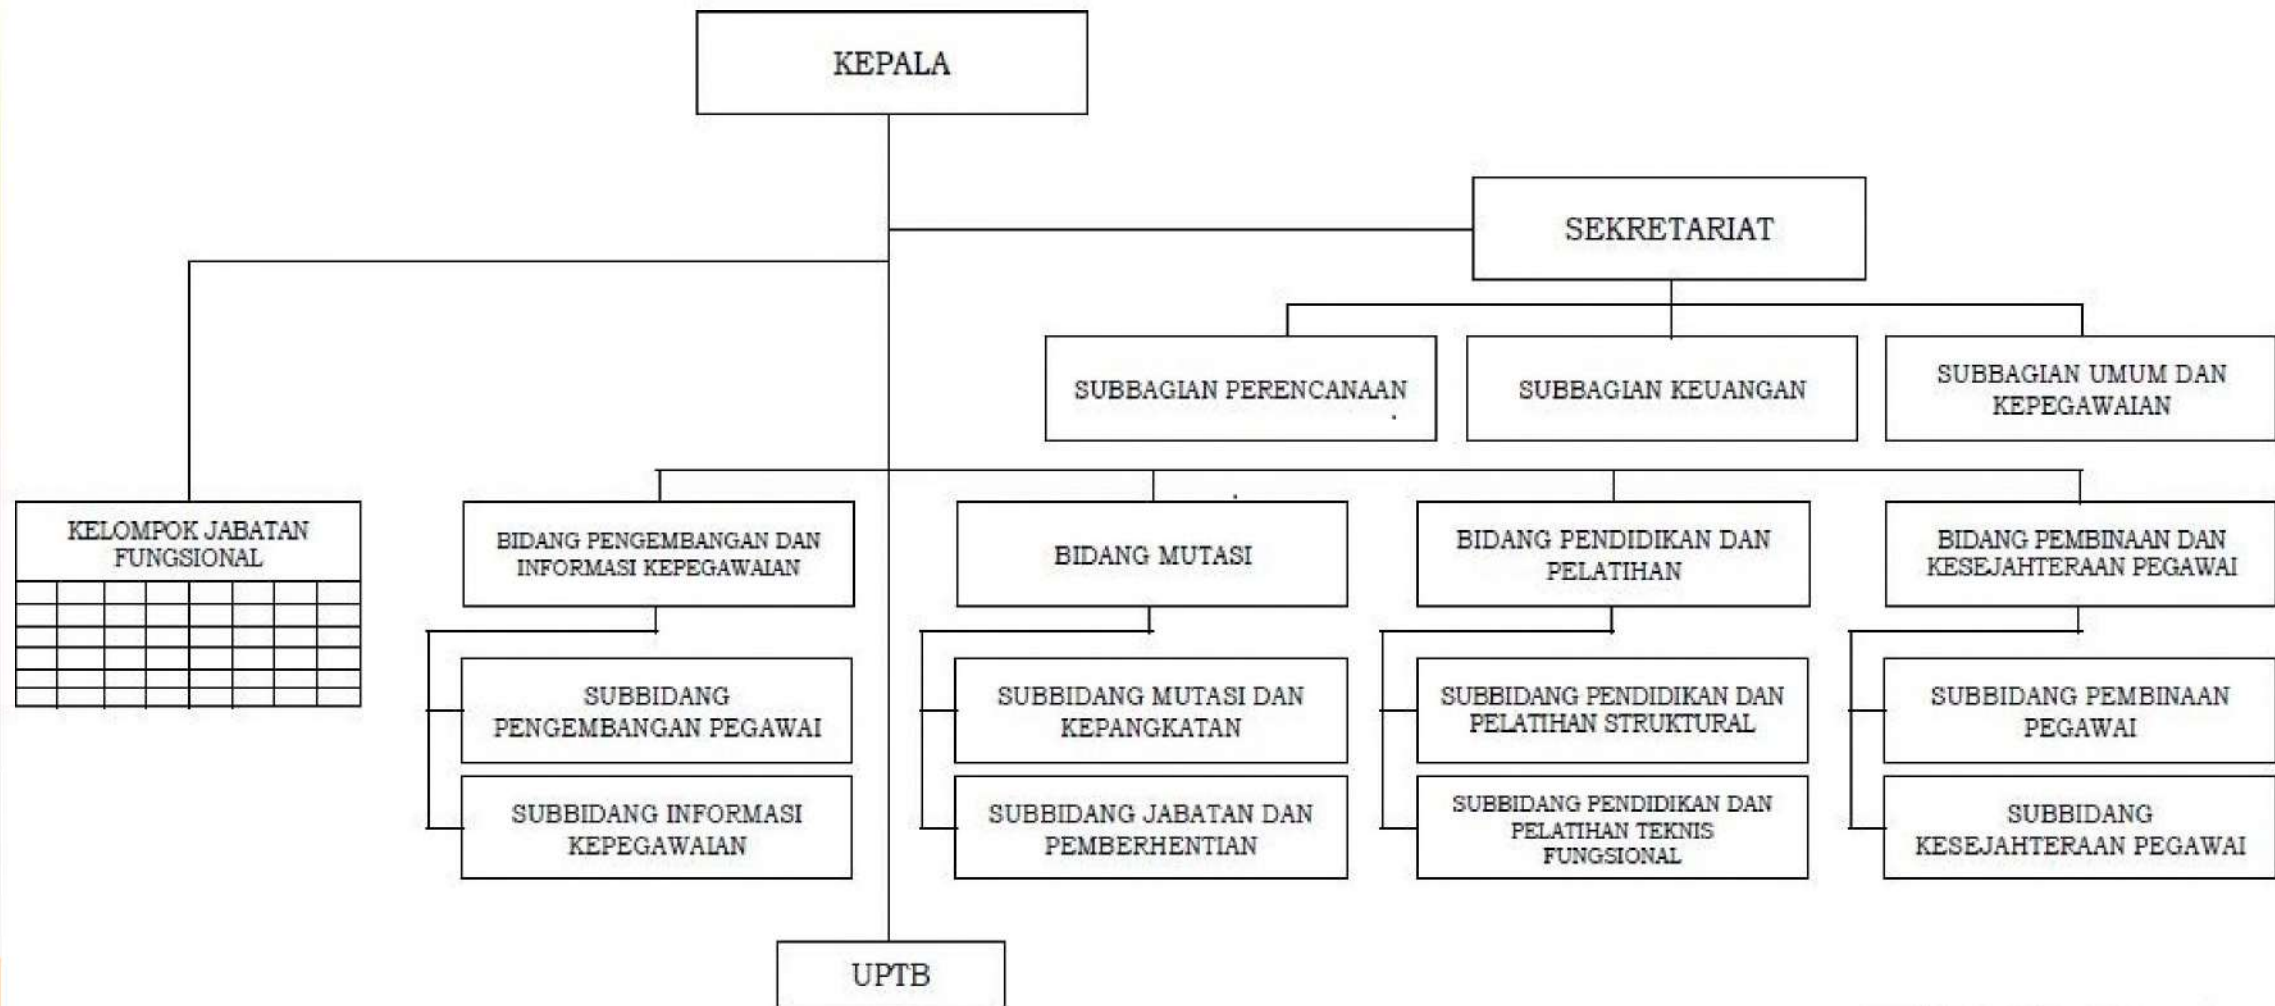 KEPALA
SEKRETARIAT
SUBBAGIAN PERENCANAAN
SUBBAGIAN KEUANGAN
SUBBAGIAN UMUM DAN
KEPEGAWAIAN
KELOMPOK JABATAN
FUNGSIONAL
BIDANG PENGEMBANGAN DAN
INFORMASI KEPEGAWAIAN
BIDANG MUTASI
BIDANG PENDIDIKAN DAN
PELATIHAN
BIDANG PEMBINAAN DAN
KESEJAHTERAAN PEGAWAI
SUBBIDANG
PENGEMBANGAN PEGAWAI
SUBBIDANG MUTASI DAN
KEPANGKATAN
SUBBIDANG PENDIDIKAN DAN
PELATIHAN STRUKTURAL
SUBBIDANG PEMBINAAN
PEGAWAI
SUBBIDANG INFORMASI
KEPEGAWAIAN
SUBBIDANG JABATAN DAN
PEMBERHENTIAN
SUBBIDANG PENDIDIKAN DAN
PELATIHAN TEKNIS
FUNGSIONAL
SUBBIDANG
KESEJAHTERAAN PEGAWAI
UPTB